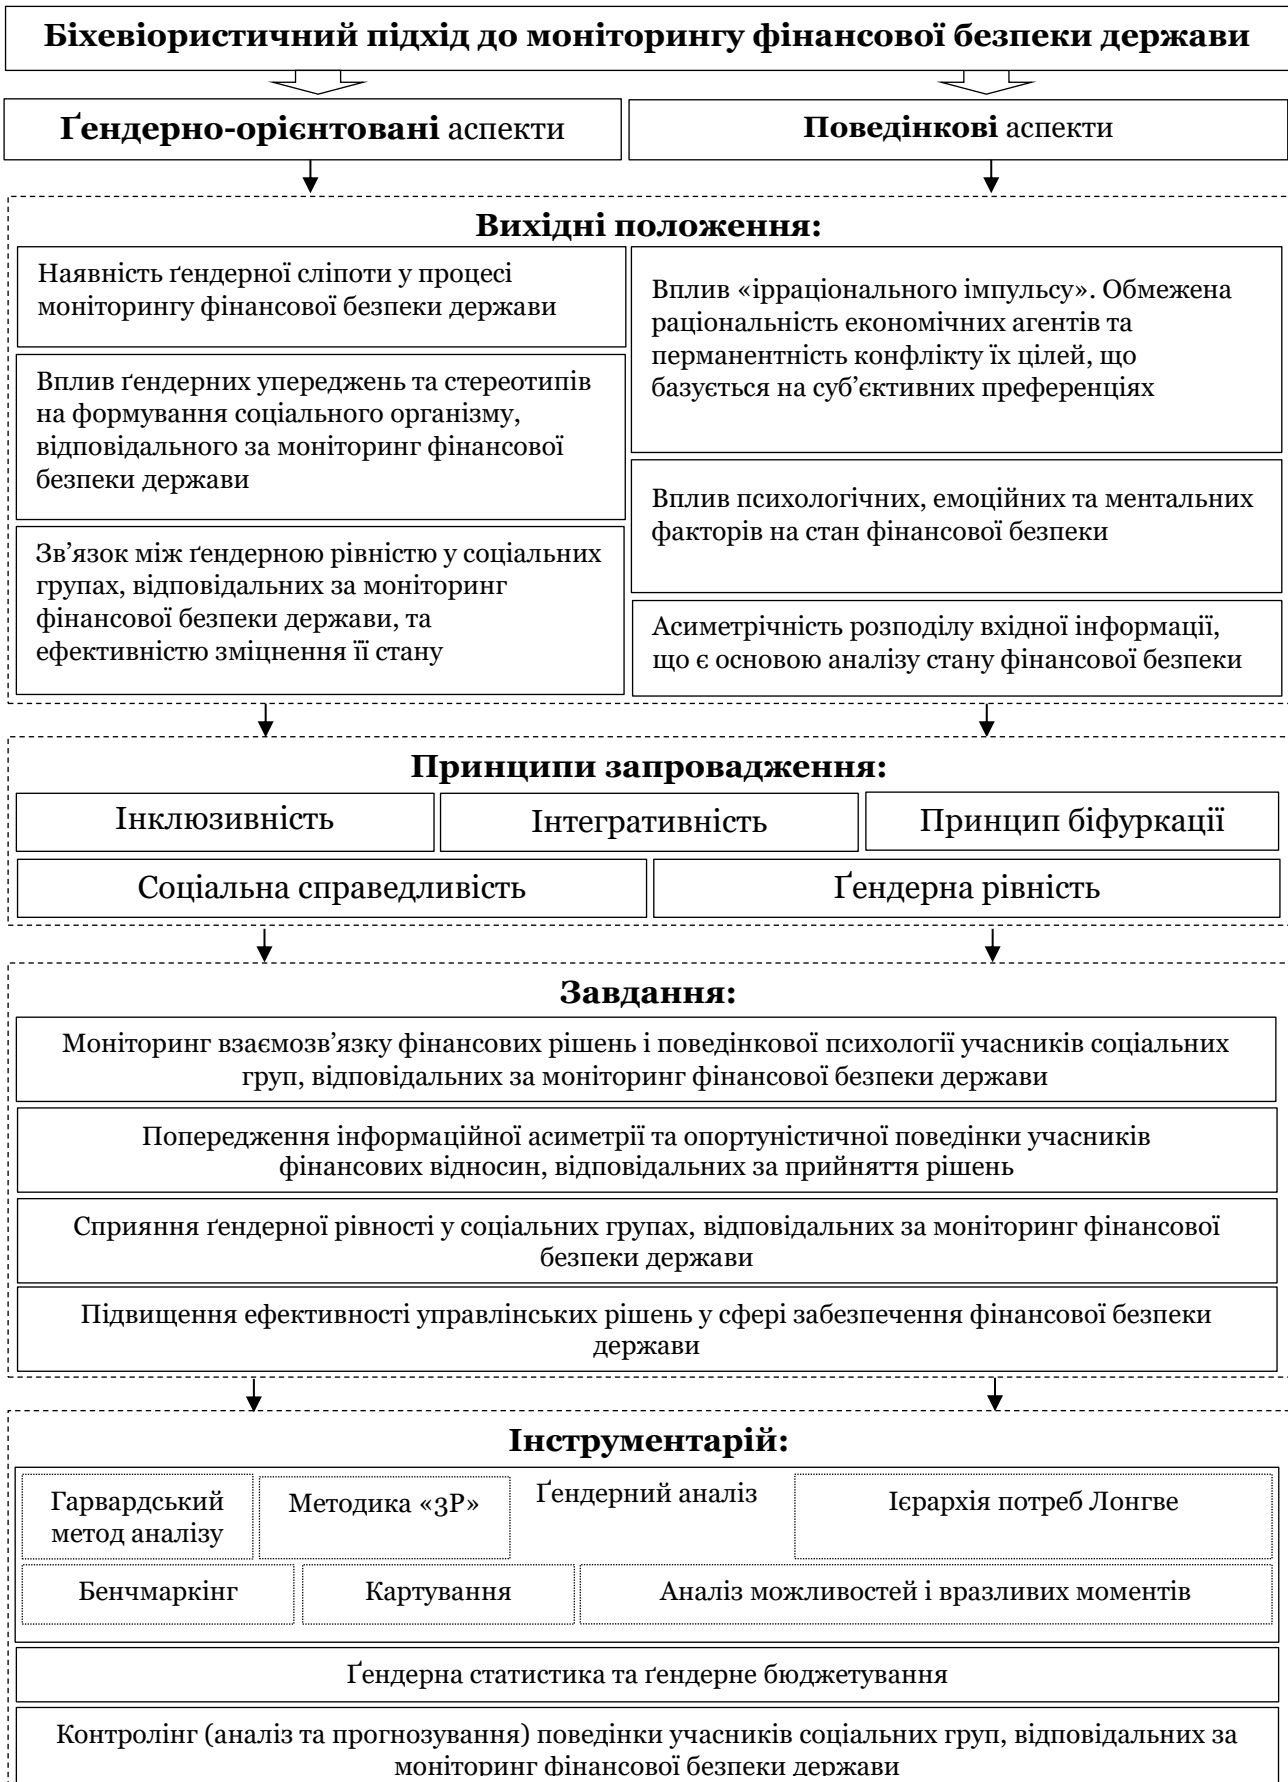 Біхевіористичний підхід до моніторингу фінансової безпеки держави
Ґендерно-орієнтовані аспекти
Поведінкові аспекти
Вихідні положення:
Наявність ґендерної сліпоти у процесі
моніторингу фінансової безпеки держави
Вплив ґендерних упереджень та стереотипів
на формування соціального організму,
відповідального за моніторинг фінансової
безпеки держави
Зв’язок між ґендерною рівністю у соціальних
групах, відповідальних за моніторинг
фінансової безпеки держави, та
ефективністю зміцнення її стану
Вплив «ірраціонального імпульсу». Обмежена
раціональність економічних агентів та
перманентність конфлікту їх цілей, що
базується на суб’єктивних преференціях
Вплив психологічних, емоційних та ментальних
факторів на стан фінансової безпеки
Асиметрічність розподілу вхідної інформації,
що є основою аналізу стану фінансової безпеки
Принципи запровадження:
Інклюзивність
Інтегративність
Принцип біфуркації
Соціальна справедливість
Ґендерна рівність
Завдання:
Моніторинг взаємозв’язку фінансових рішень і поведінкової психології учасників соціальних
груп, відповідальних за моніторинг фінансової безпеки держави
Попередження інформаційної асиметрії та опортуністичної поведінки учасників
фінансових відносин, відповідальних за прийняття рішень
Сприяння ґендерної рівності у соціальних групах, відповідальних за моніторинг фінансової
безпеки держави
Підвищення ефективності управлінських рішень у сфері забезпечення фінансової безпеки
держави
Інструментарій:
Ґендерний аналіз
Гарвардський
метод аналізу
Методика «3Р»
Ієрархія потреб Лонгве
Бенчмаркінг
Картування
Аналіз можливостей і вразливих моментів
Ґендерна статистика та ґендерне бюджетування
Контролінг (аналіз та прогнозування) поведінки учасників соціальних груп, відповідальних за
моніторинг фінансової безпеки держави